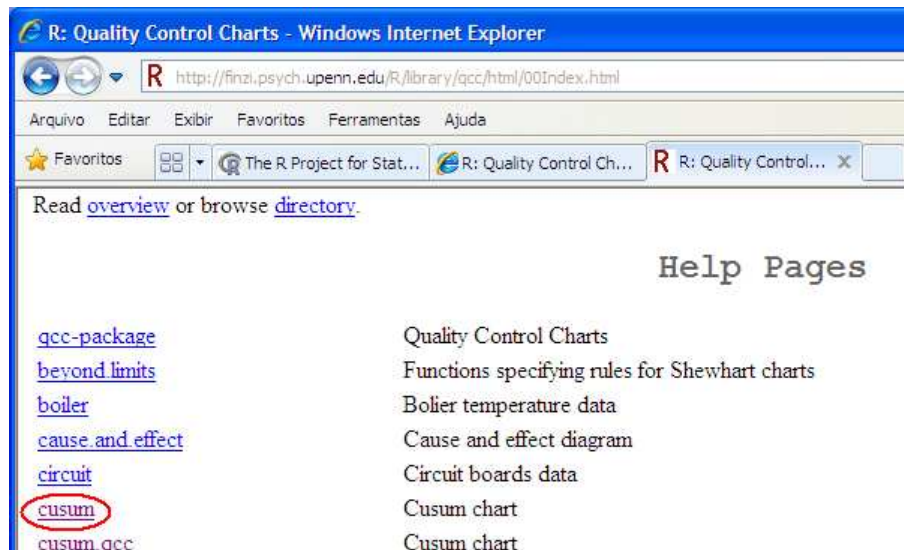 R: Quality Control Charts - Windows Internet Explorer
R http://finzi.psych.upenn.edu/R/library/qcc/html/00Index.html
Arquivo Editar Exibir Favoritos Ferramentas Ajuda
Favoritos The R Project for Stat... R: Quality Control Ch... R R: Quality Control... X
Read overview or browse directory.
Help Pages
qcc-package Quality Control Charts
beyond.limits Functions specifying rules for Shewhart charts
boiler Bolier temperature data
cause.and.effect Cause and effect diagram
circuit Circuit boards data
cusum Cusum chart
cusum.qcc Cusum chart